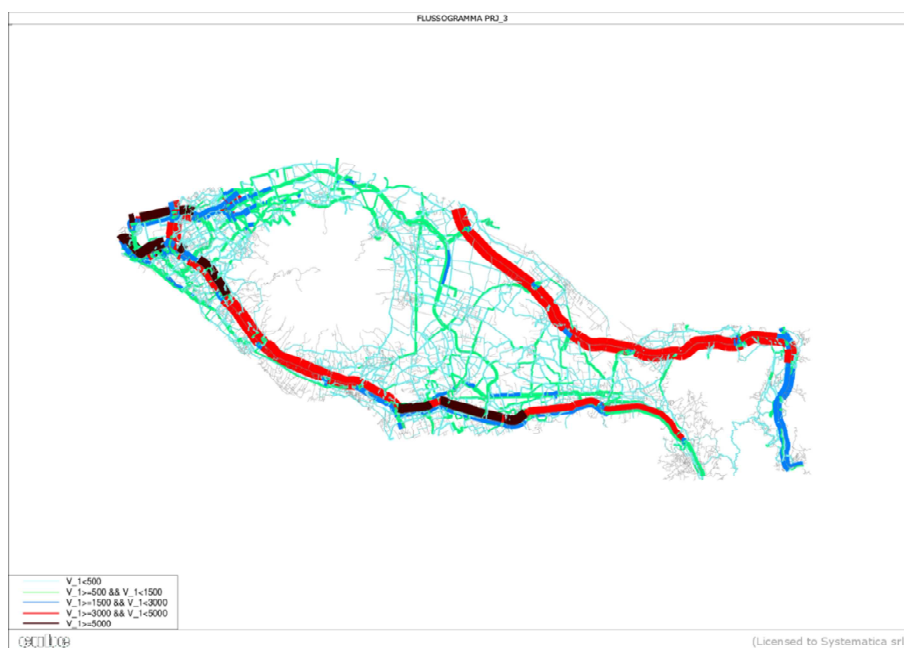 FLUSSOGRAMMA PRJ_3
V_1<500
V_1>=500 && V_1<1500
V_1>=1500 && V_1<3000
V_1>=3000 && V_1<5000
V_1>=5000
(Licensed to Systematica srl